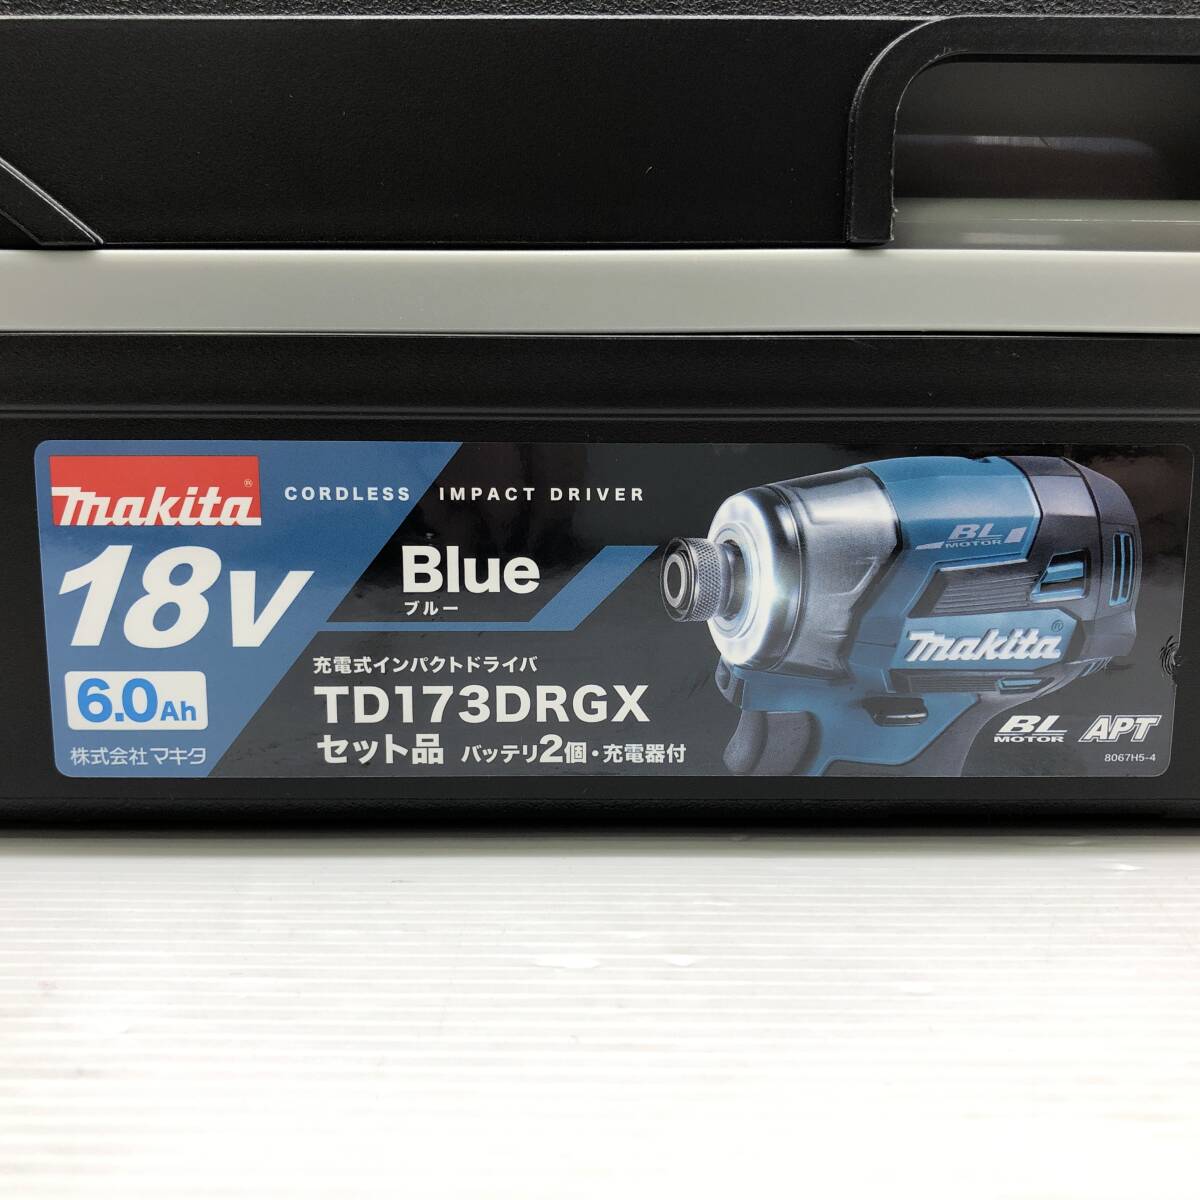 makita®
CORDLESS IMPACT DRIVER
18V
Blue
ブルー
6.0Ah
株式会社マキタ
充電式インパクトドライバ
TD173DRGX
セット品 バッテリ2個・充電器付
BL
MOTOR
makita®
BL
MOTOR
APT
8067H5-4